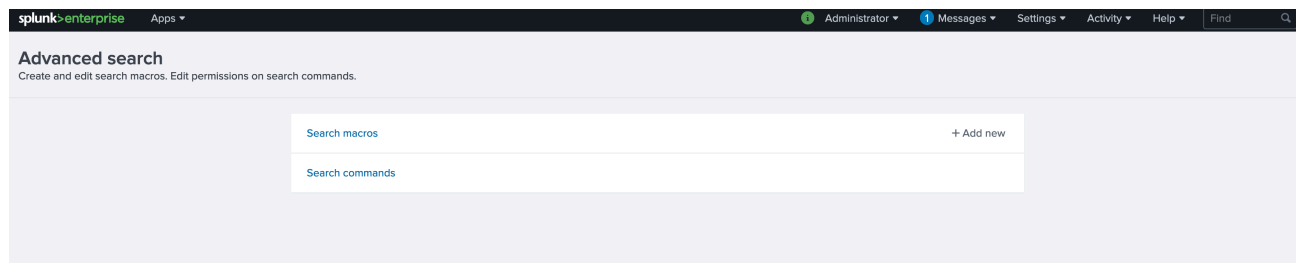 splunk>enterprise Apps ▾ i Administrator ▾ 1 Messages ▾ Settings ▾ Activity ▾ Help ▾ Find
Advanced search
Create and edit search macros. Edit permissions on search commands.
Search macros + Add new
Search commands